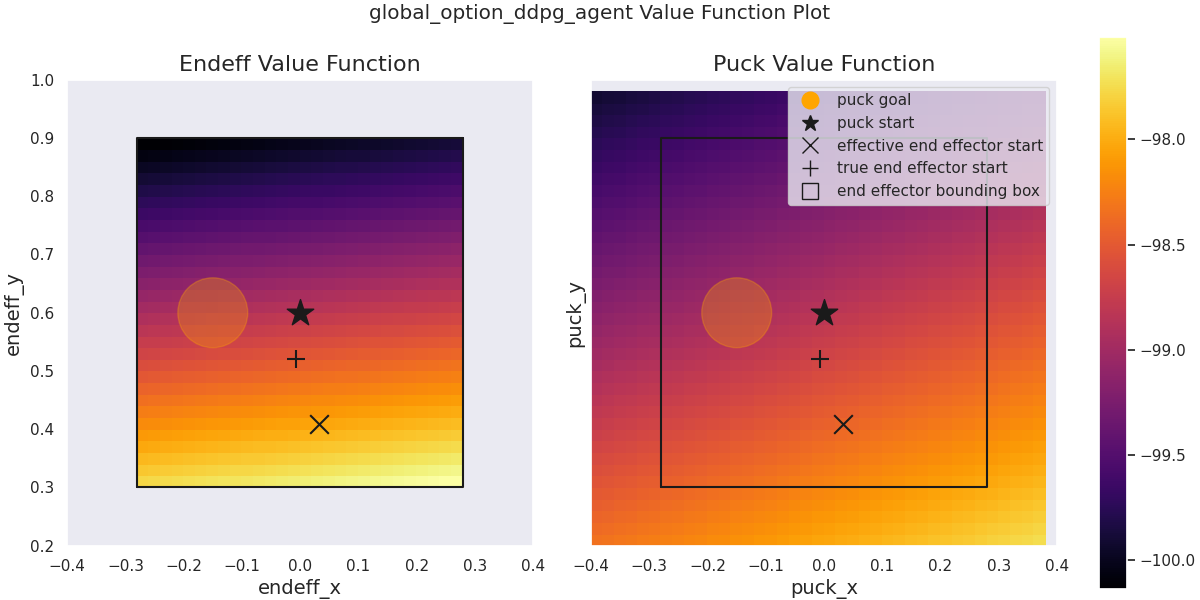 global_option_ddpg_agent Value Function Plot
Endeff Value Function
1.0
0.9
0.8
0.7
0.6
0.5
0.4
0.3
0.2
endeff_y
−0.4 −0.3 −0.2 −0.1 0.0 0.1 0.2 0.3 0.4
endeff_x
Puck Value Function
puck goal
puck start
effective end effector start
true end effector start
end effector bounding box
puck_y
−0.4 −0.3 −0.2 −0.1 0.0 0.1 0.2 0.3 0.4
puck_x
−98.0
−98.5
−99.0
−99.5
−100.0